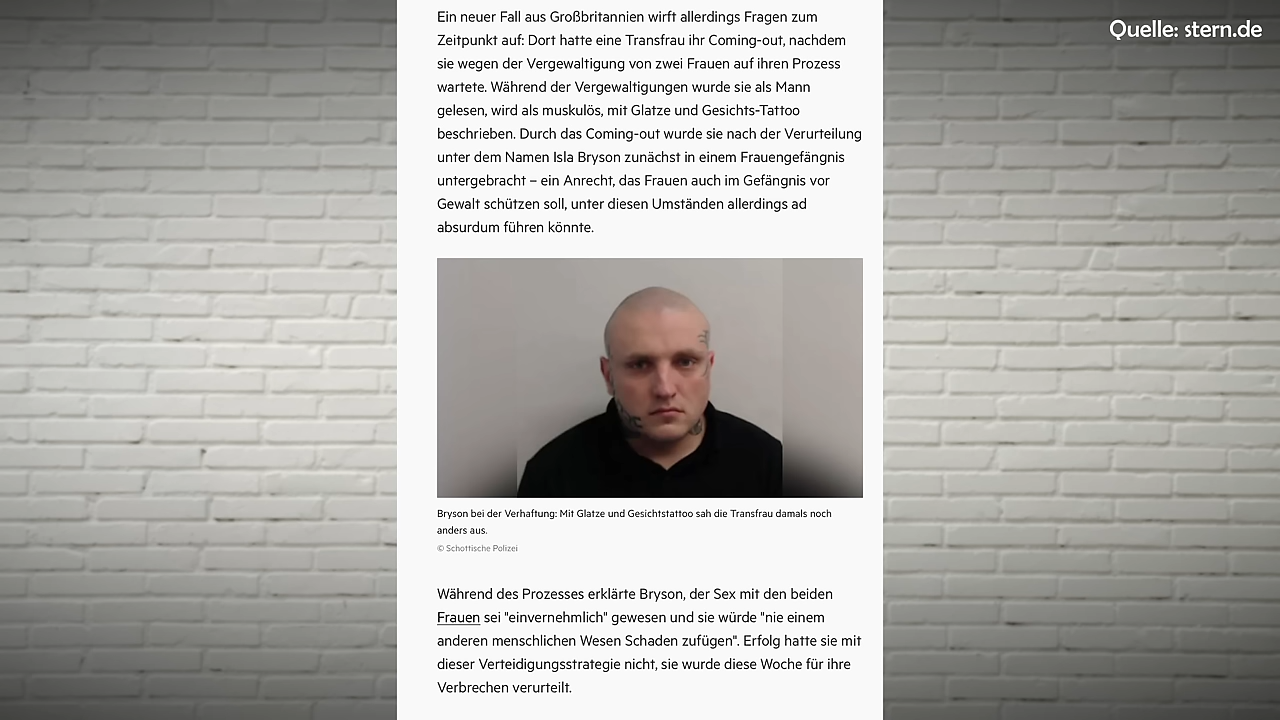 Quelle: stern.de
Ein neuer Fall aus Großbritannien wirft allerdings Fragen zum
Zeitpunkt auf: Dort hatte eine Transfrau ihr Coming-out, nachdem
sie wegen der Vergewaltigung von zwei Frauen auf ihren Prozess
wartete. Während der Vergewaltigungen wurde sie als Mann
gelesen, wird als muskulös, mit Glatze und Gesichts-Tattoo
beschrieben. Durch das Coming-out wurde sie nach der Verurteilung
unter dem Namen Isla Bryson zunächst in einem Frauengefängnis
untergebracht – ein Anrecht, das Frauen auch im Gefängnis vor
Gewalt schützen soll, unter diesen Umständen allerdings ad
absurdum führen könnte.
Bryson bei der Verhaftung: Mit Glatze und Gesichtstattoo sah die Transfrau damals noch
anders aus.
© Schottische Polizei
Während des Prozesses erklärte Bryson, der Sex mit den beiden
Frauen sei "einvernehmlich" gewesen und sie würde "nie einem
anderen menschlichen Wesen Schaden zufügen". Erfolg hatte sie mit
dieser Verteidigungsstrategie nicht, sie wurde diese Woche für ihre
Verbrechen verurteilt.